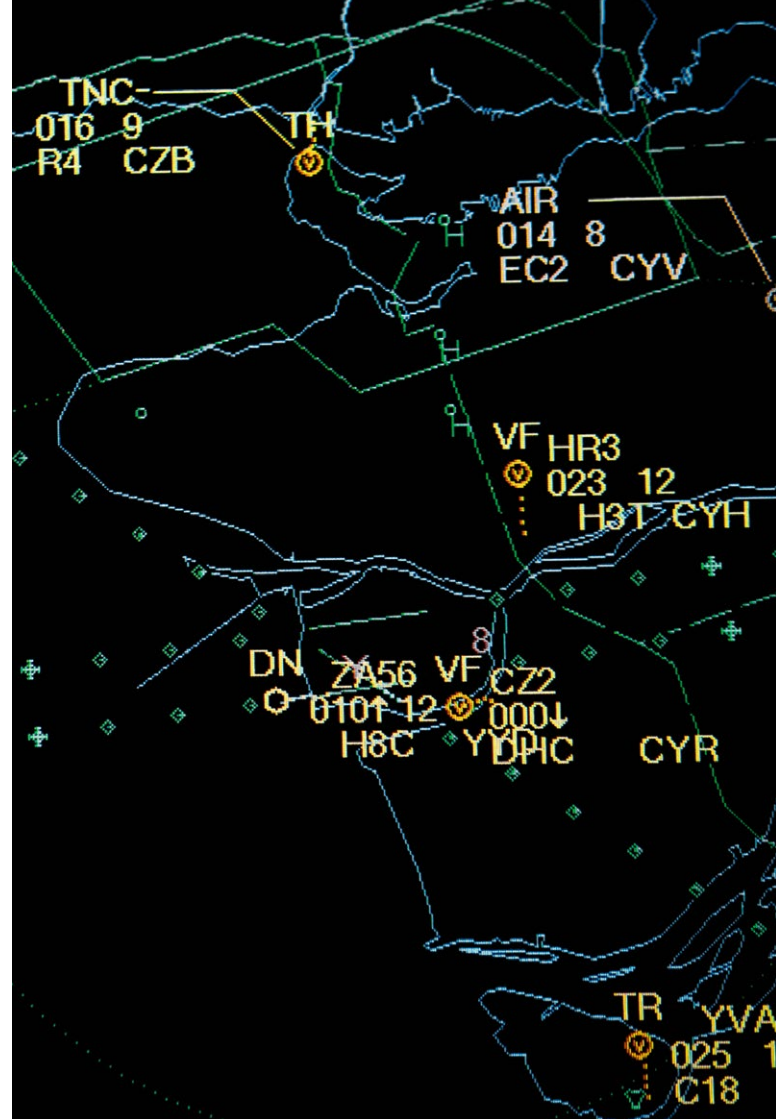 TNC-
016 9
R4 CZB
TH
AIR
014 8
EC2 CYV
H
H
H
VF
HR3
023 12
H3T CYH
8
DN
ZA56
VF
CZ2
010↑ 12
000↓
H8C
CYR
TR
YVA
025 1
C18